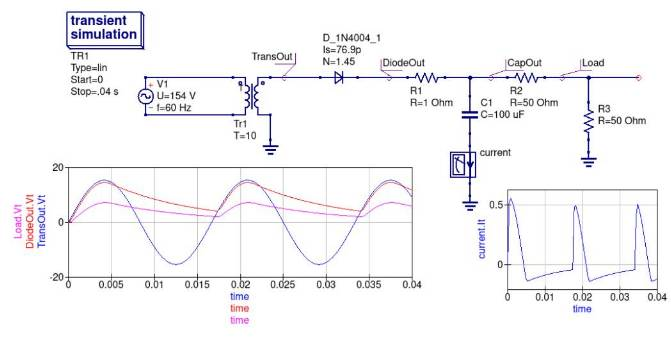 transient
simulation
TR1
Type=lin
Start=0
Stop=.04 s
V1
U=154 V
f=60 Hz
Tr1
T=10
TransOut
D_1N4004_1
Is=76.9p
N=1.45
DiodeOut
R1
R=1 Ohm
C1
C=100 uF
current
CapOut
R2
R=50 Ohm
Load
R3
R=50 Ohm
Load.Vt
DiodeOut.Vt
TransOut.Vt
20
0
-20
0 0.005 0.01 0.015 0.02 0.025 0.03 0.035 0.04
time
time
time
current.It
0.5
0
0 0.01 0.02 0.03 0.04
time